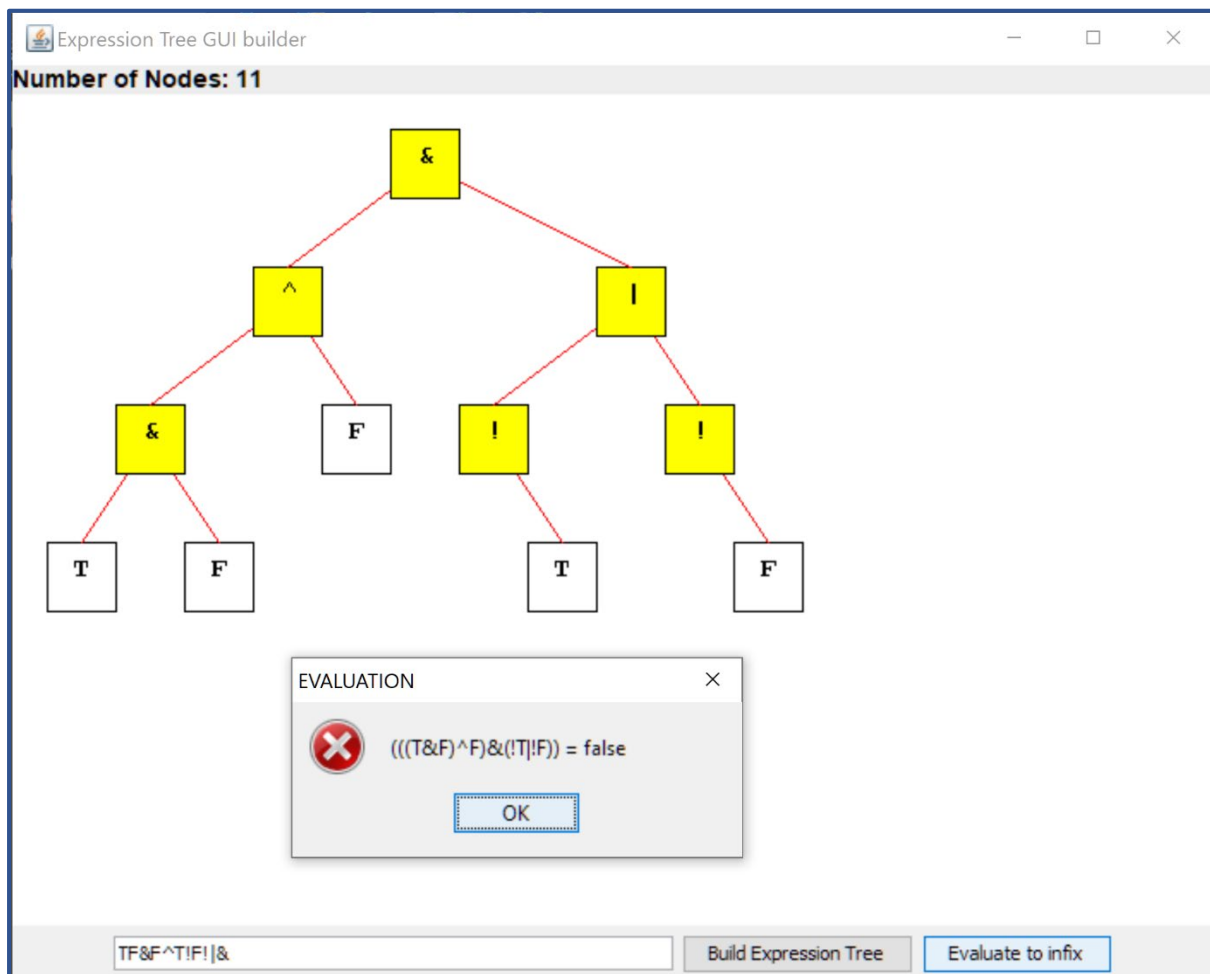 Expression Tree GUI builder
Number of Nodes: 11
&
^ |
& F ! !
T F T F
EVALUATION
(((T&F)^F)&(!T|!F)) = false
OK
TF&F^T!F!|& Build Expression Tree Evaluate to infix